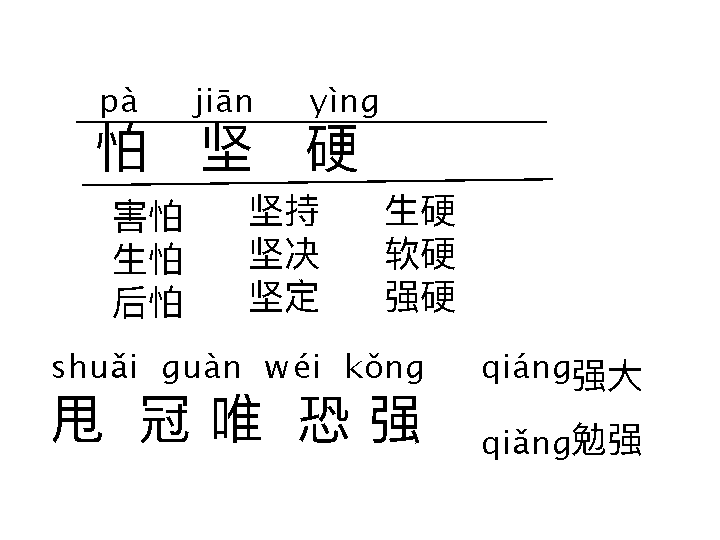 pà jiān yìng
怕 坚 硬
害怕 坚持 生硬
生怕 坚决 软硬
后怕 坚定 强硬
shuǎi guàn wéi kǒng qiáng强大
甩 冠 唯 恐 强 qiǎng勉强